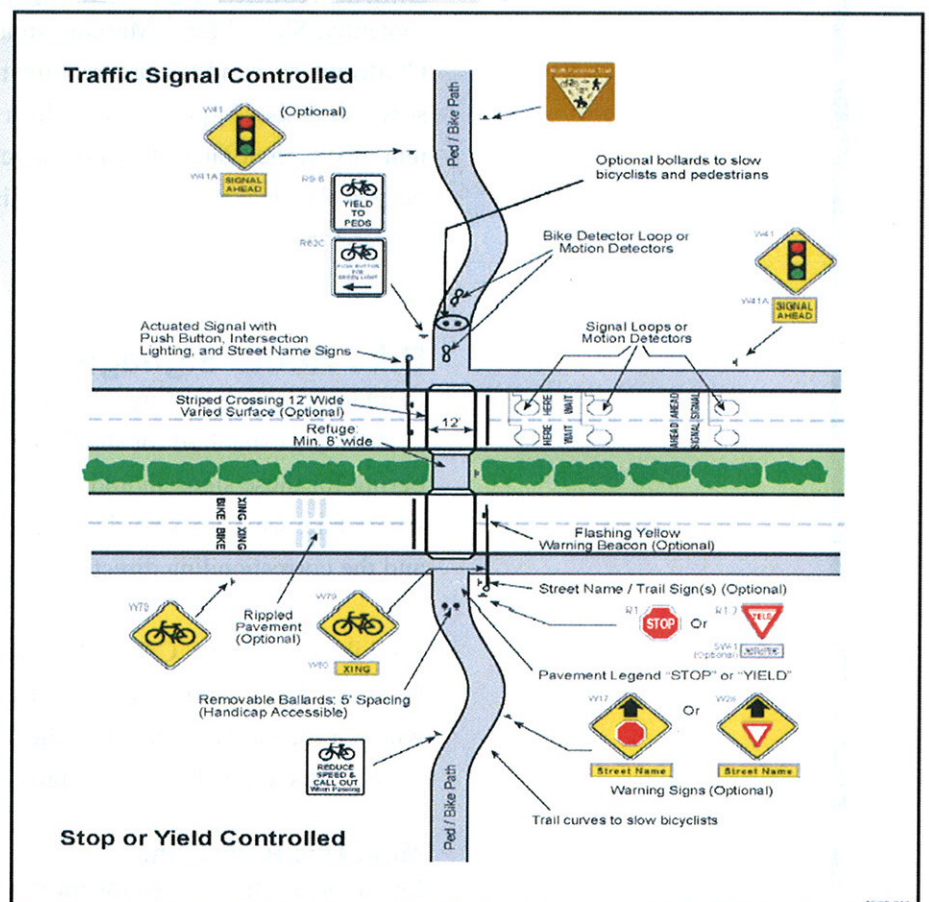 Traffic Signal Controlled
W41
(Optional)
W41A
SIGNAL
AHEAD
Ped / Bike Path
R9-6
YIELD
TO
PEDS
R62C
PUSH BUTTON
FOR
GREEN LIGHT
Optional bollards to slow
bicyclists and pedestrians
Bike Detector Loop or
Motion Detectors
W41
W41A
SIGNAL
AHEAD
Actuated Signal with
Push Button, Intersection
Lighting, and Street Name Signs
Signal Loops or
Motion Detectors
Striped Crossing 12' Wide
Varied Surface (Optional)
12'
Refuge:
Min. 8' wide
HERE HERE
WAIT WAIT
AHEAD AHEAD
SIGNAL SIGNAL
BIKE BIKE
XING XING
Flashing Yellow
Warning Beacon (Optional)
Rippled
Pavement
(Optional)
W79
W79
W80
XING
Street Name / Trail Sign(s) (Optional)
R1
STOP
Or
YIELD
(Optional)
Pavement Legend "STOP" or "YIELD"
Removable Ballards: 5' Spacing
(Handicap Accessible)
W17
Or
Street Name
Street Name
Warning Signs (Optional)
REDUCE
SPEED &
CALL OUT
When Passing
Ped / Bike Path
Trail curves to slow bicyclists
Stop or Yield Controlled